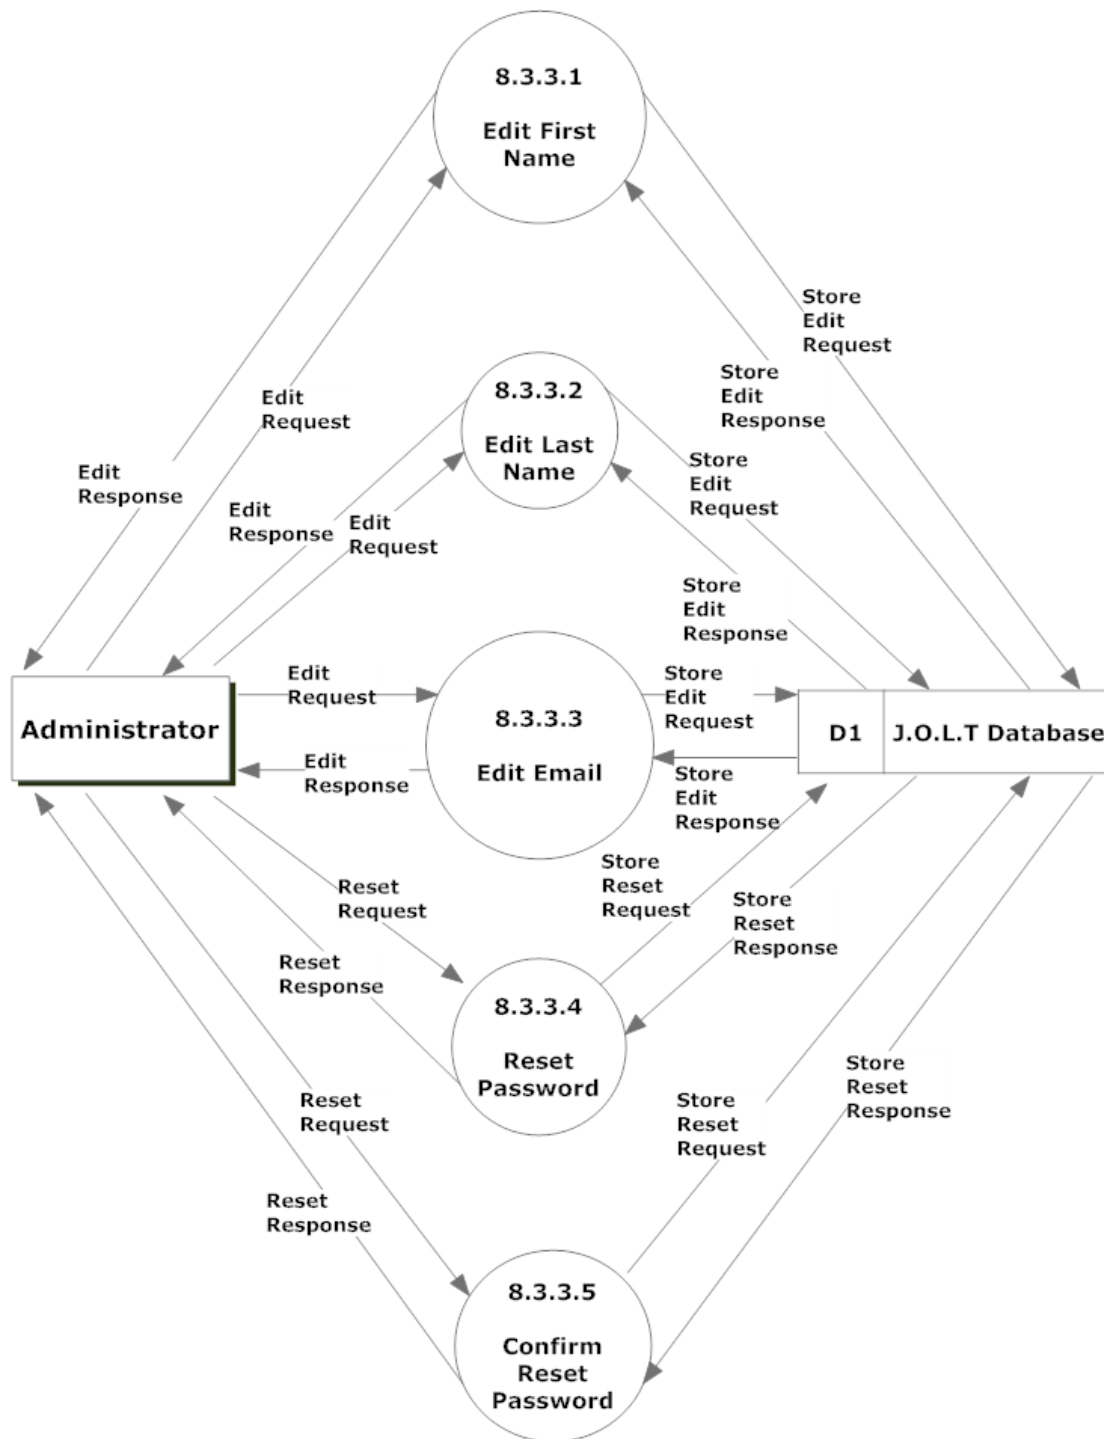 8.3.3.1
Edit First
Name
Store
Edit
Request
Store
Edit
Response
Edit
Request
Edit
Response
8.3.3.2
Edit Last
Name
Store
Edit
Request
Edit
Response
Edit
Request
Store
Edit
Response
Edit
Request
Store
Edit
Request
Administrator
8.3.3.3
Edit Email
D1
J.O.L.T Database
Edit
Response
Store
Edit
Response
Reset
Request
Store
Reset
Request
Store
Reset
Response
Reset
Response
8.3.3.4
Reset
Password
Reset
Request
Store
Reset
Request
Store
Reset
Response
Reset
Response
8.3.3.5
Confirm
Reset
Password